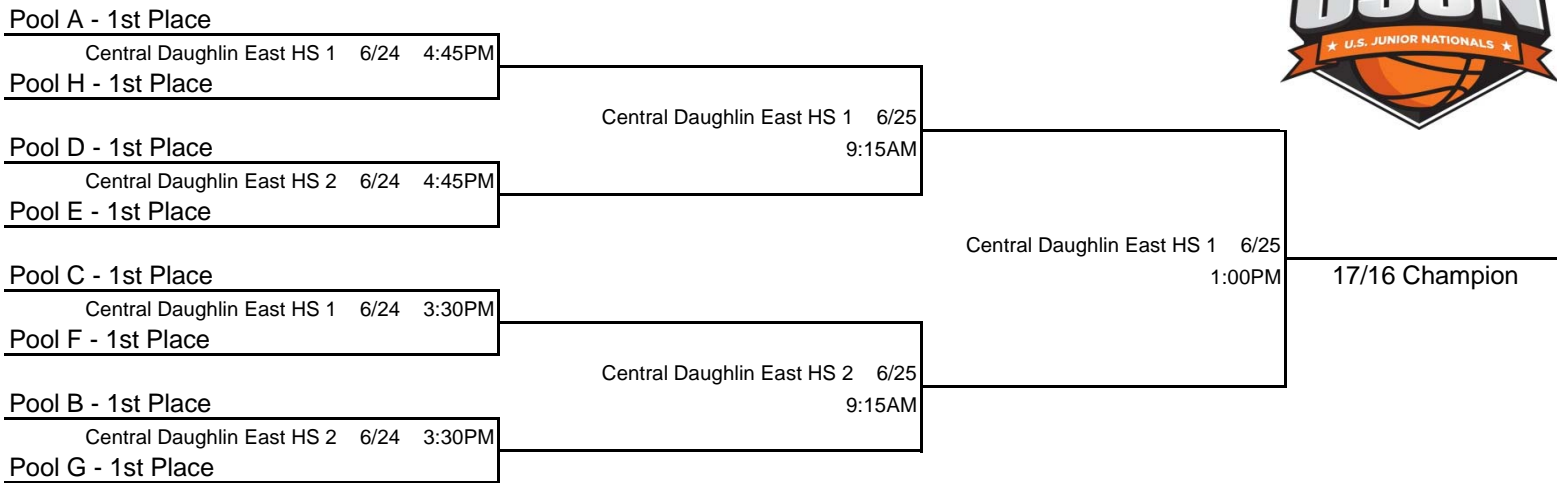 Pool A - 1st Place
Central Daughlin East HS 1 6/24 4:45PM
Pool H - 1st Place
Central Daughlin East HS 1 6/25
9:15AM
Pool D - 1st Place
Central Daughlin East HS 2 6/24 4:45PM
Pool E - 1st Place
Central Daughlin East HS 1 6/25
1:00PM
17/16 Champion
Pool C - 1st Place
Central Daughlin East HS 1 6/24 3:30PM
Pool F - 1st Place
Central Daughlin East HS 2 6/25
9:15AM
Pool B - 1st Place
Central Daughlin East HS 2 6/24 3:30PM
Pool G - 1st Place
USJN
U.S. JUNIOR NATIONALS